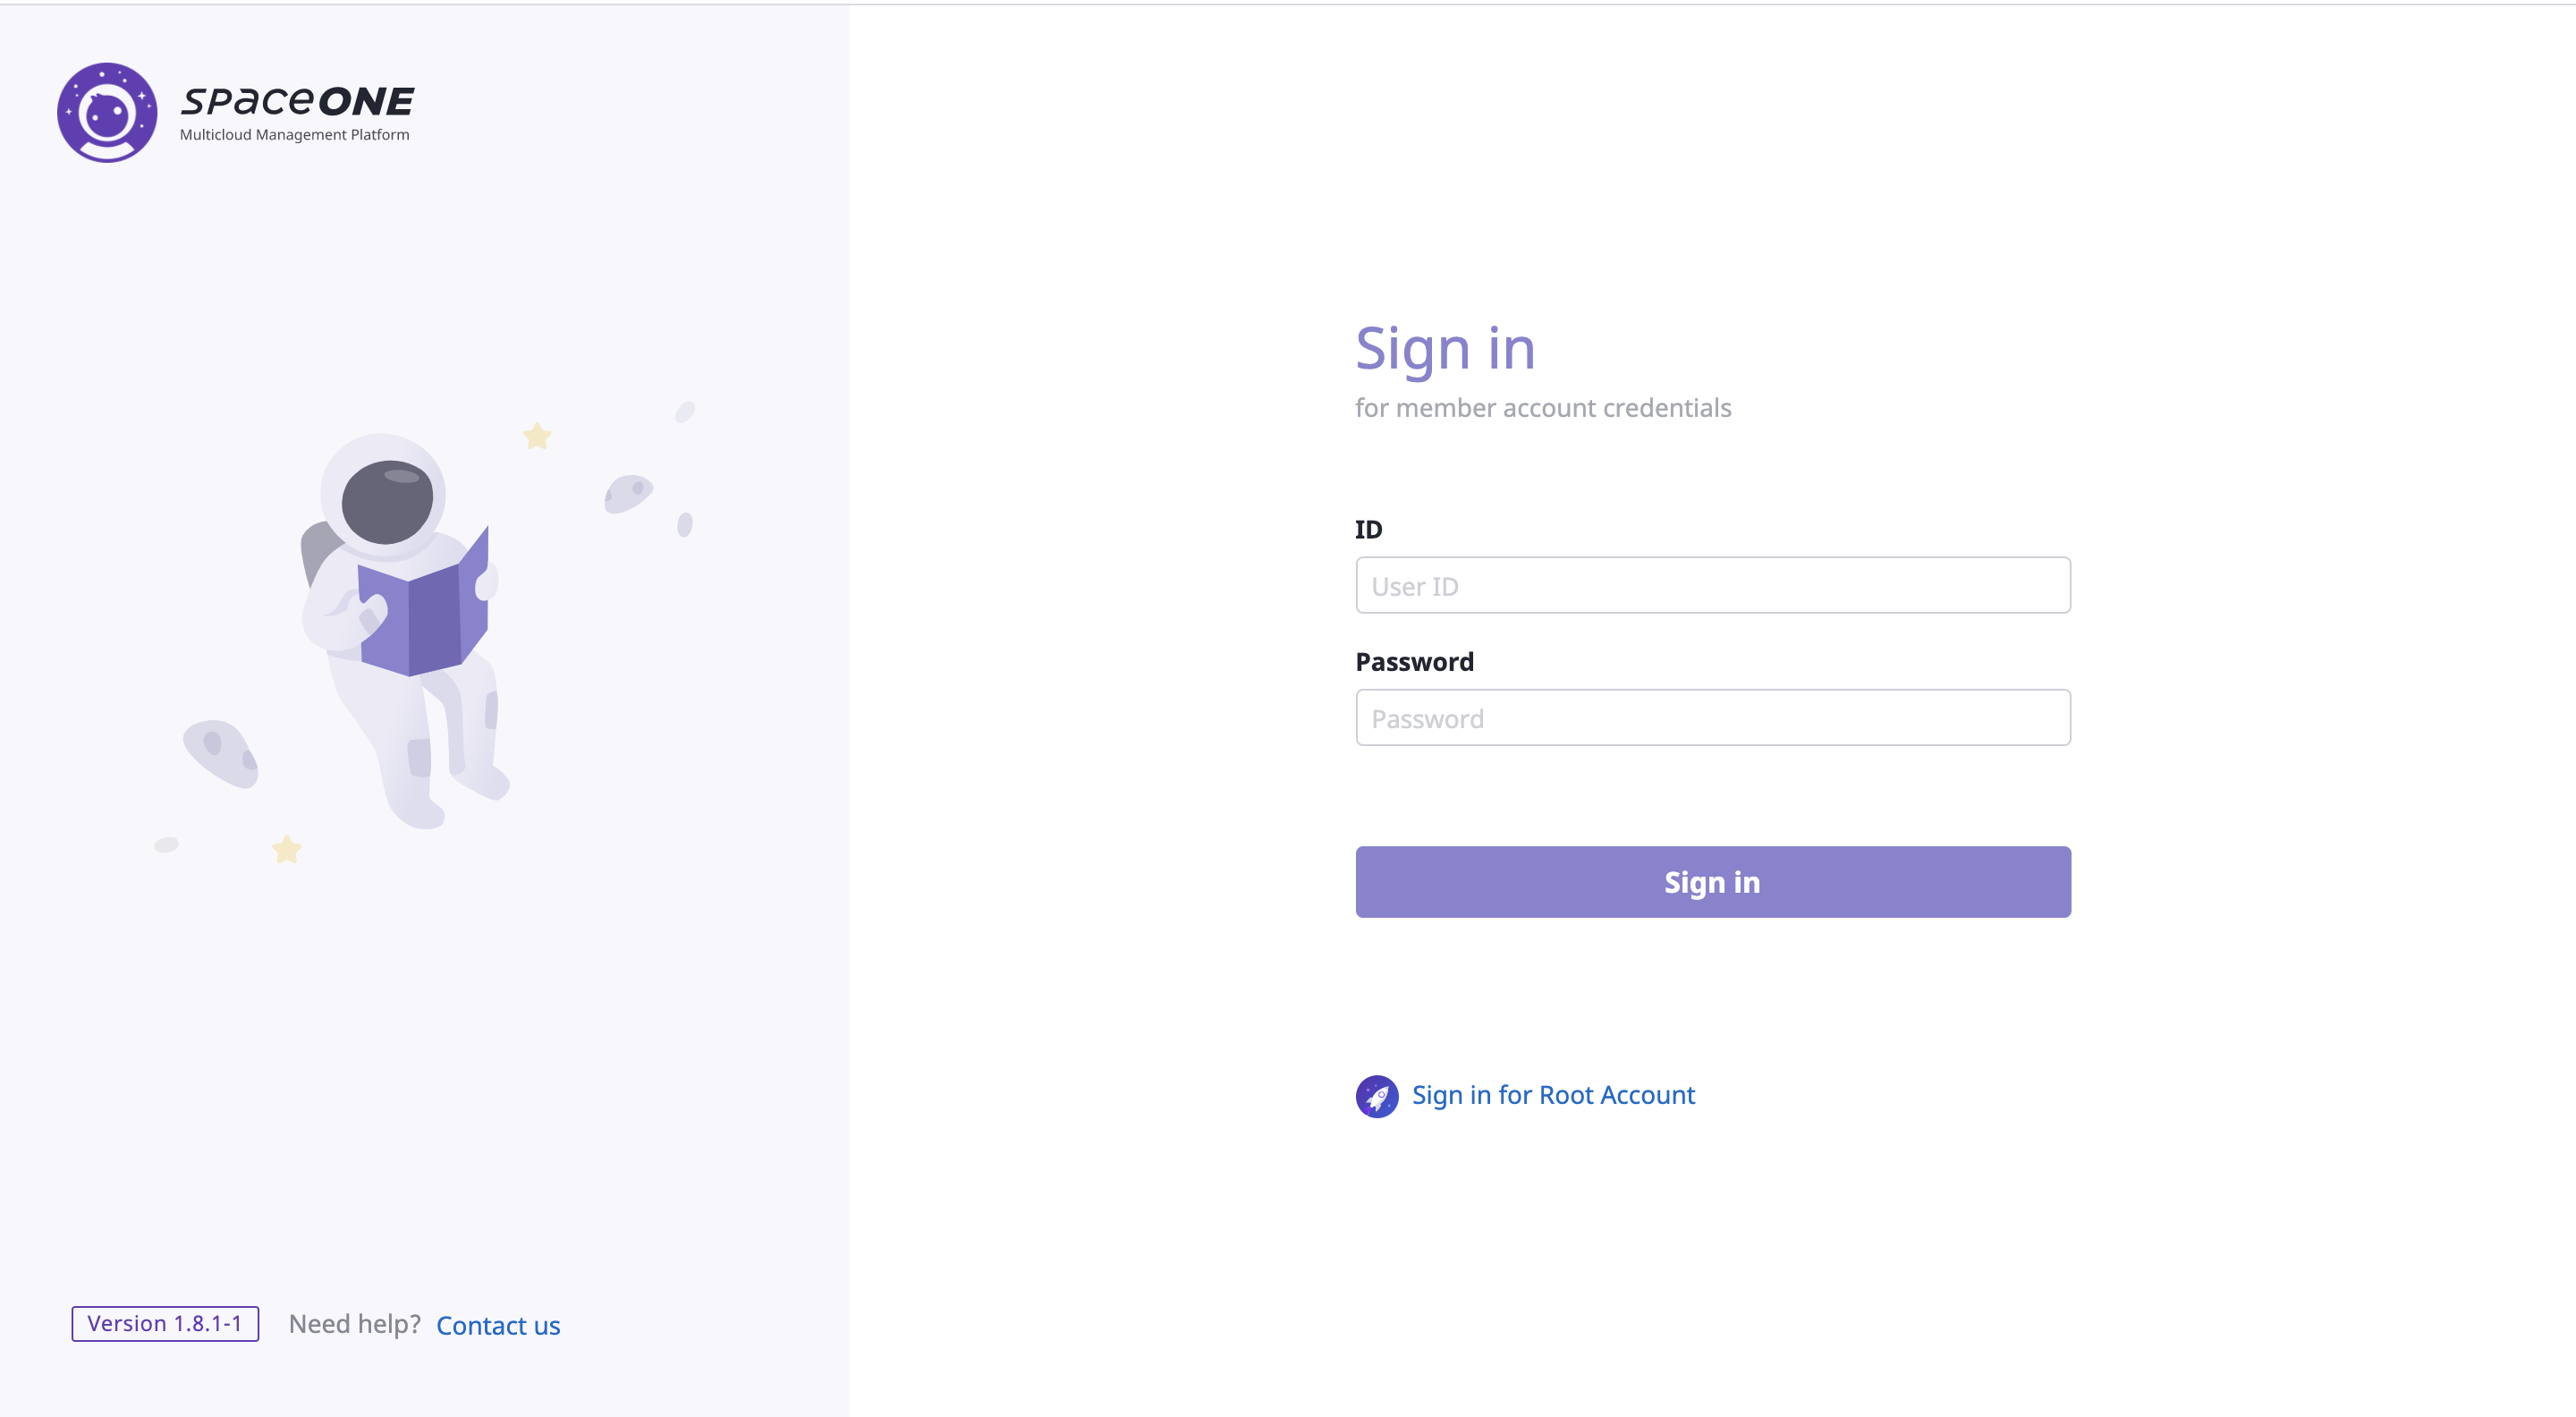 spaceONE
Multicloud Management Platform
Sign in
for member account credentials
ID
User ID
Password
Password
Sign in
Sign in for Root Account
Version 1.8.1-1 Need help? Contact us